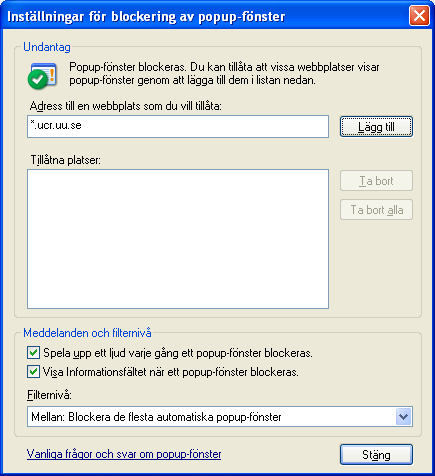 Inställningar för blockering av popup-fönster
Undantag
Popup-fönster blockeras. Du kan tillåta att vissa webbplatser visar
popup-fönster genom att lägga till dem i listan nedan.
Adress till en webbplats som du vill tillåta:
*.ucr.uu.se
Lägg till
Tillåtna platser:
Ta bort
Ta bort alla
Meddelanden och filternivå
Spela upp ett ljud varje gång ett popup-fönster blockeras.
Visa Informationsfältet när ett popup-fönster blockeras.
Filternivå:
Mellan: Blockera de flesta automatiska popup-fönster
Vanliga frågor och svar om popup-fönster
Stäng